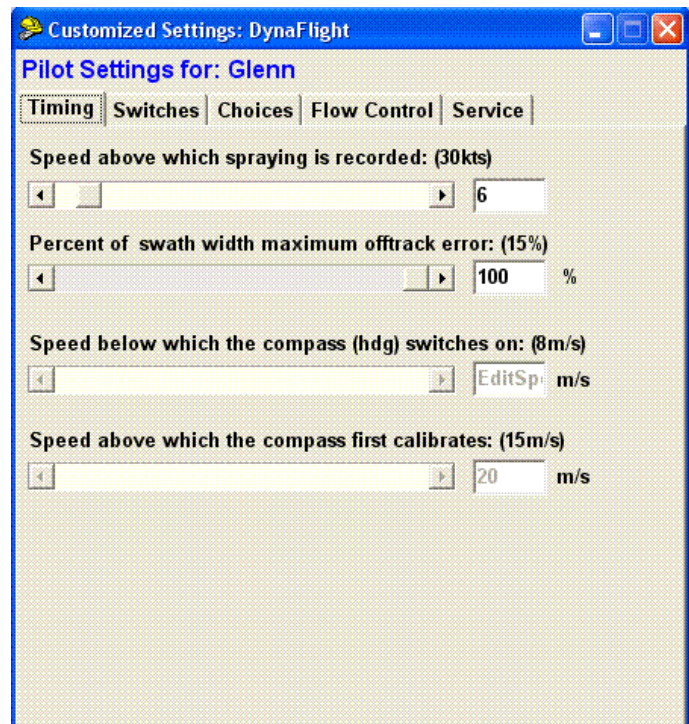 Customized Settings: DynaFlight
Pilot Settings for: Glenn
Timing Switches Choices Flow Control Service
Speed above which spraying is recorded: (30kts)
6
Percent of swath width maximum offtrack error: (15%)
100 %
Speed below which the compass (hdg) switches on: (8m/s)
EditSp m/s
Speed above which the compass first calibrates: (15m/s)
20 m/s